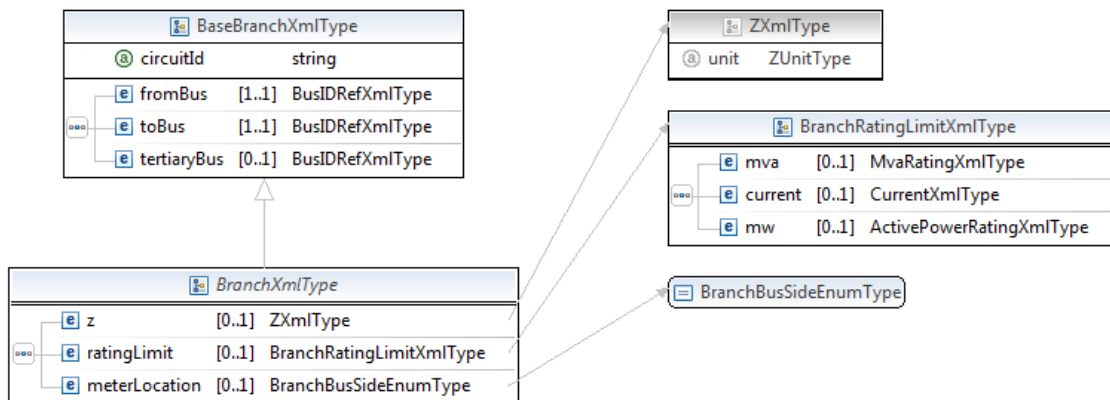 BaseBranchXmlType
circuitId string
fromBus [1..1] BusIDRefXmlType
toBus [1..1] BusIDRefXmlType
tertiaryBus [0..1] BusIDRefXmlType
ZXmlType
unit ZUnitType
BranchRatingLimitXmlType
mva [0..1] MvaRatingXmlType
current [0..1] CurrentXmlType
mw [0..1] ActivePowerRatingXmlType
BranchXmlType
z [0..1] ZXmlType
ratingLimit [0..1] BranchRatingLimitXmlType
meterLocation [0..1] BranchBusSideEnumType
BranchBusSideEnumType